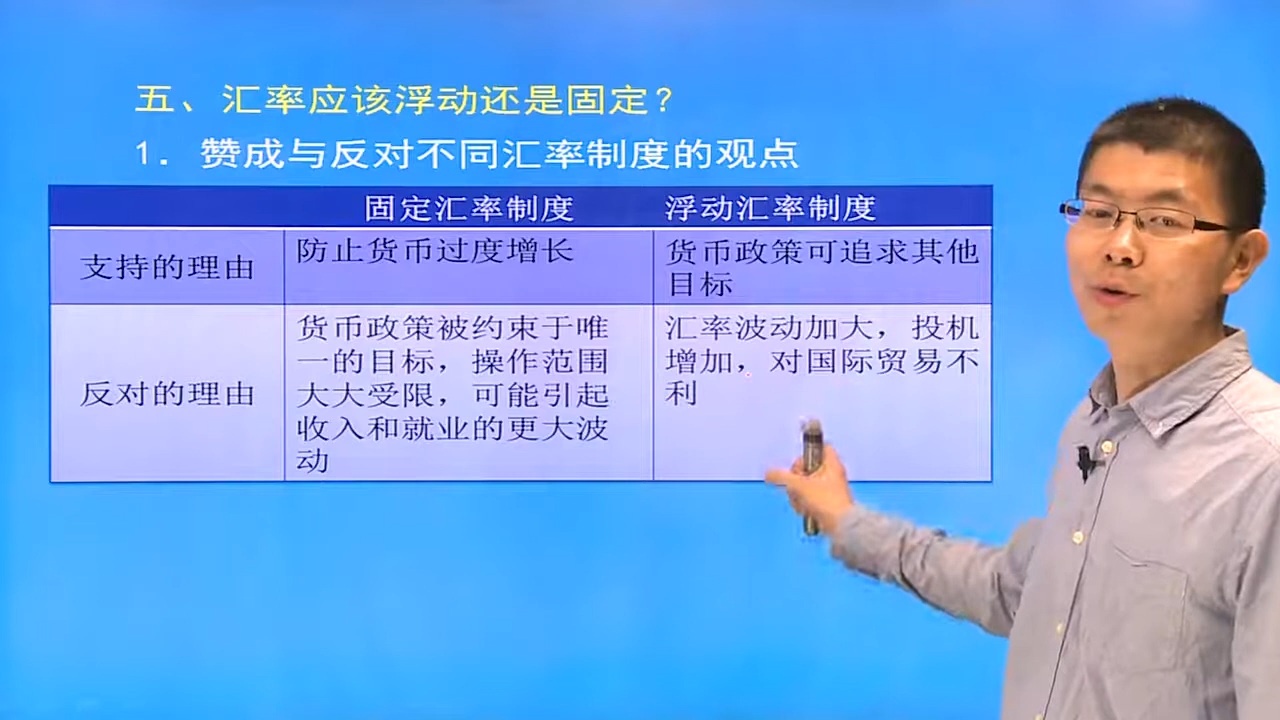 五、汇率应该浮动还是固定？
1. 赞成与反对不同汇率制度的观点
固定汇率制度 浮动汇率制度
支持的理由
防止货币过度增长
货币政策可追求其他
目标
反对的理由
货币政策被约束于唯
一的目标，操作范围
大大受限，可能引起
收入和就业的更大波
动
汇率波动加大，投机
增加，对国际贸易不
利